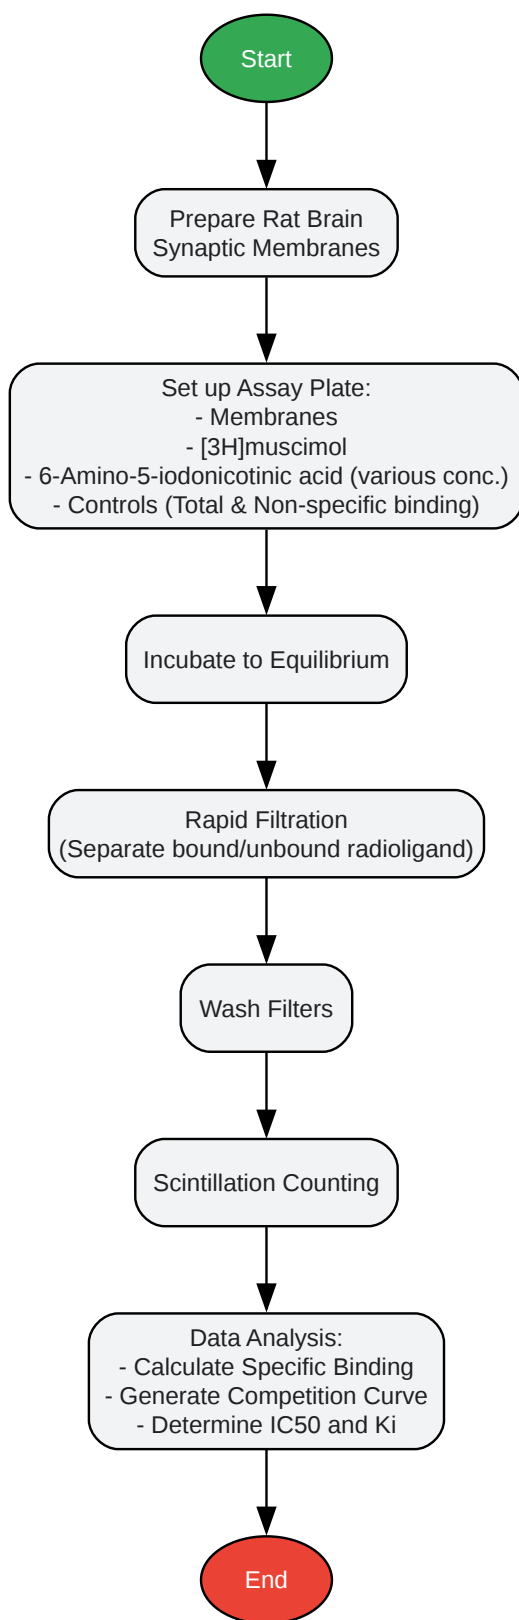 Start
Prepare Rat Brain
Synaptic Membranes
Set up Assay Plate:
- Membranes
- [3H]muscimol
- 6-Amino-5-iodonicotinic acid (various conc.)
- Controls (Total & Non-specific binding)
Incubate to Equilibrium
Rapid Filtration
(Separate bound/unbound radioligand)
Wash Filters
Scintillation Counting
Data Analysis:
- Calculate Specific Binding
- Generate Competition Curve
- Determine IC50 and Ki
End